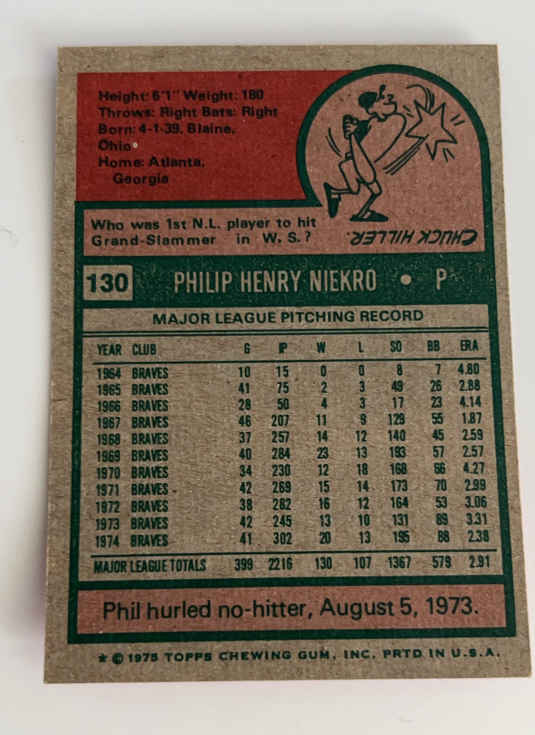 Height: 6'1" Weight: 180
Throws: Right Bats: Right
Born: 4-1-39, Blaine,
Ohio
Home: Atlanta,
Georgia
Who was 1st N.L. player to hit
Grand-Slammer in W. S.?
CHUCK HILLER.
130 PHILIP HENRY NIEKRO • P
MAJOR LEAGUE PITCHING RECORD
YEAR CLUB G IP W L SO BB ERA
1964 BRAVES 10 15 0 0 8 7 4.80
1965 BRAVES 41 75 2 3 49 26 2.88
1966 BRAVES 28 50 4 3 17 23 4.14
1967 BRAVES 46 207 11 9 129 55 1.87
1968 BRAVES 37 257 14 12 140 45 2.59
1969 BRAVES 40 284 23 13 193 57 2.57
1970 BRAVES 34 230 12 18 168 66 4.27
1971 BRAVES 42 269 15 14 173 70 2.99
1972 BRAVES 38 282 16 12 164 53 3.06
1973 BRAVES 42 245 13 10 131 89 3.31
1974 BRAVES 41 302 20 13 195 88 2.38
MAJOR LEAGUE TOTALS 399 2216 130 107 1367 579 2.91
Phil hurled no-hitter, August 5, 1973.
* © 1975 TOPPS CHEWING GUM, INC. PRTD IN U.S.A.